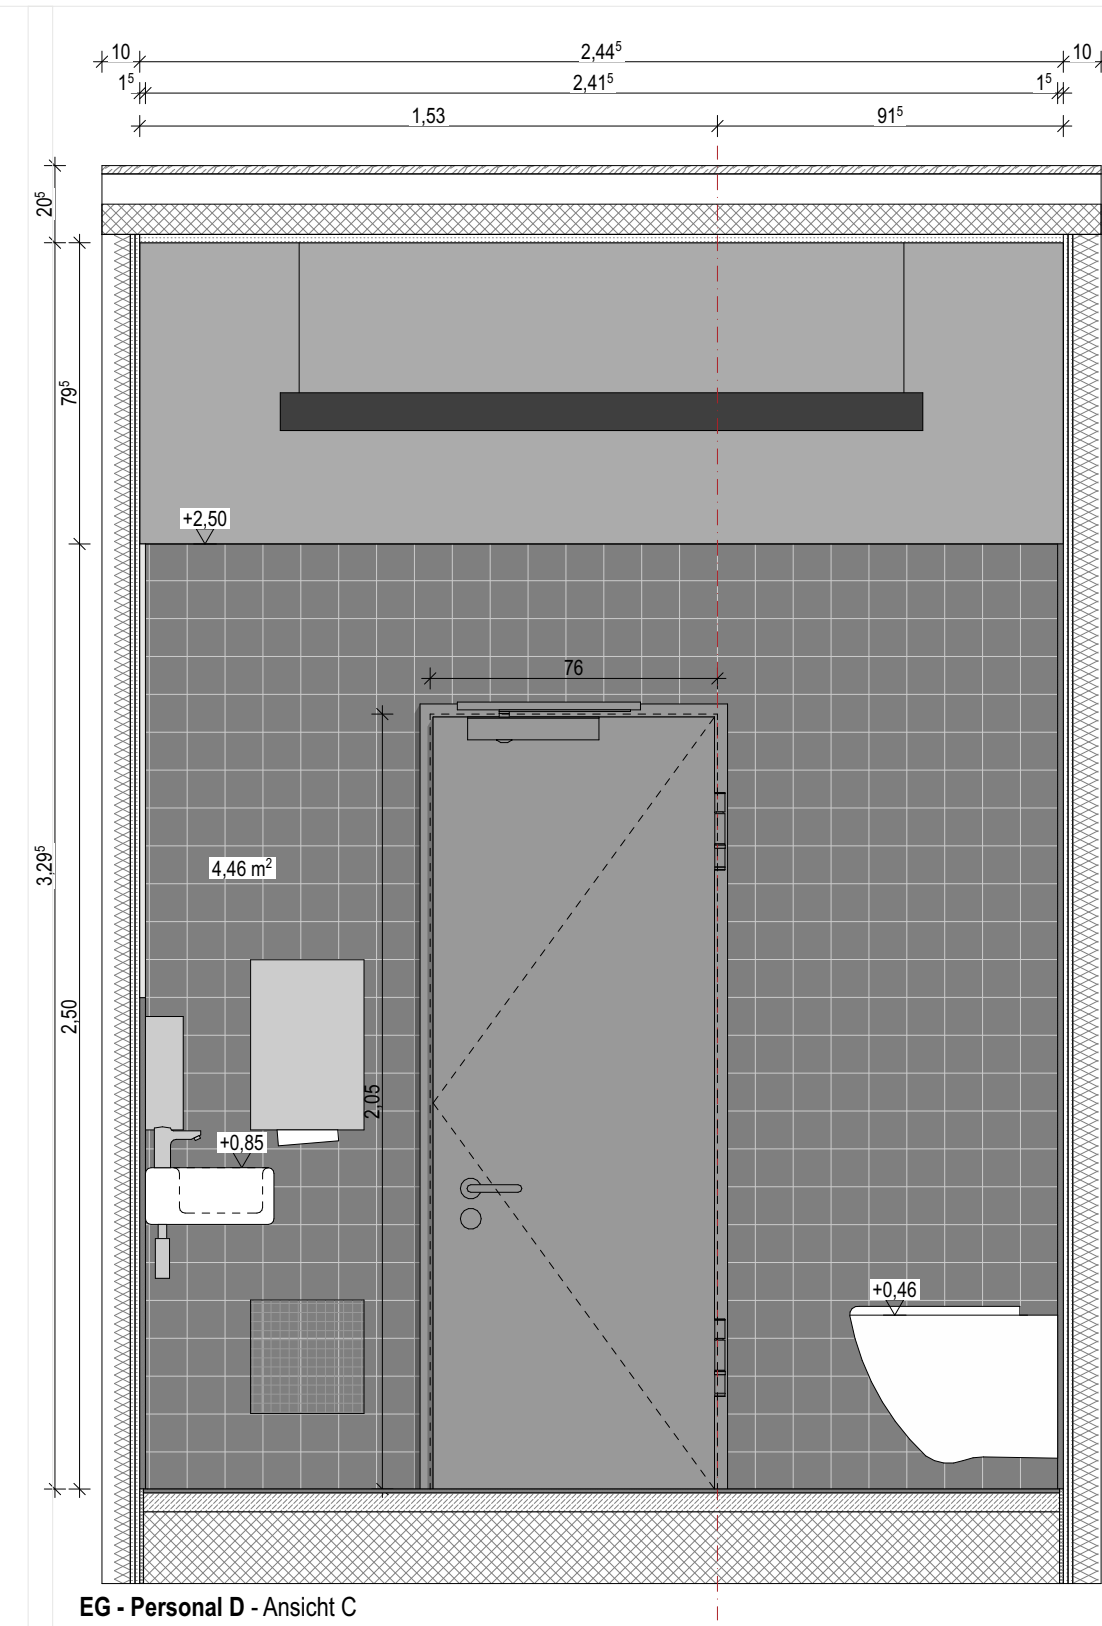 10 2,44⁵ 10
1⁵ 2,41⁵ 1⁵
1,53 91⁵
20⁵
79⁵
+2,50
76
3,29⁵
4,46 m²
2,50
2,05
+0,85
+0,46
EG - Personal D - Ansicht C